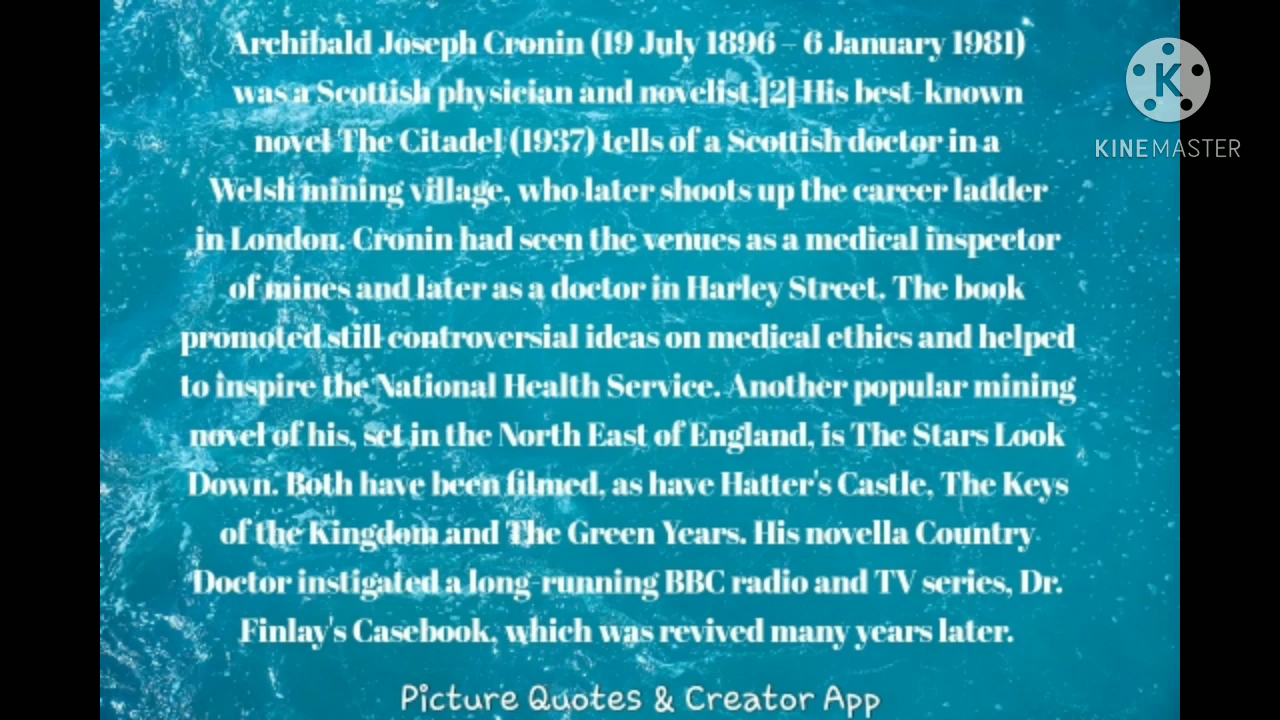 Archibald Joseph Cronin (19 July 1896 – 6 January 1981)
was a Scottish physician and novelist.[2] His best-known
novel The Citadel (1937) tells of a Scottish doctor in a
Welsh mining village, who later shoots up the career ladder
in London. Cronin had seen the venues as a medical inspector
of mines and later as a doctor in Harley Street. The book
promoted still controversial ideas on medical ethics and helped
to inspire the National Health Service. Another popular mining
novel of his, set in the North East of England, is The Stars Look
Down. Both have been filmed, as have Hatter's Castle, The Keys
of the Kingdom and The Green Years. His novella Country
Doctor instigated a long-running BBC radio and TV series, Dr.
Finlay's Casebook, which was revived many years later.
Picture Quotes & Creator App
K
KINEMASTER